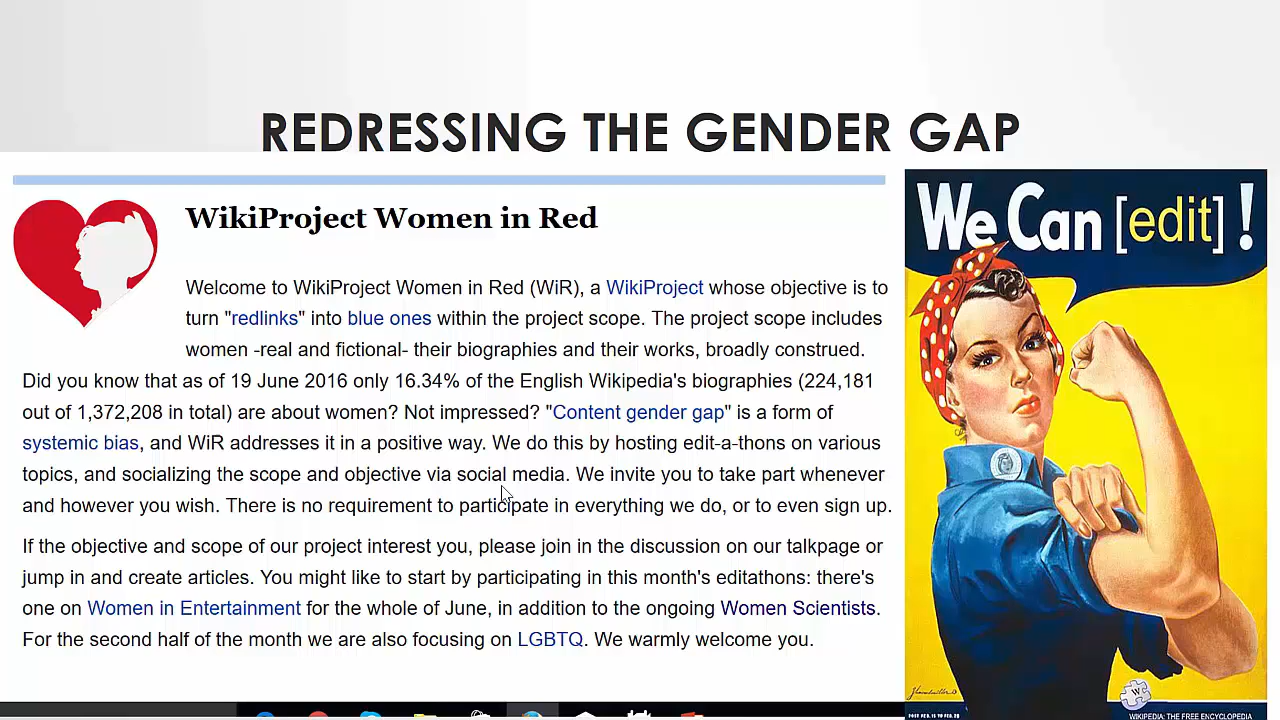 REDRESSING THE GENDER GAP
WikiProject Women in Red
Welcome to WikiProject Women in Red (WiR), a WikiProject whose objective is to
turn "redlinks" into blue ones within the project scope. The project scope includes
women -real and fictional- their biographies and their works, broadly construed.
Did you know that as of 19 June 2016 only 16.34% of the English Wikipedia's biographies (224,181
out of 1,372,208 in total) are about women? Not impressed? "Content gender gap" is a form of
systemic bias, and WiR addresses it in a positive way. We do this by hosting edit-a-thons on various
topics, and socializing the scope and objective via social media. We invite you to take part whenever
and however you wish. There is no requirement to participate in everything we do, or to even sign up.
If the objective and scope of our project interest you, please join in the discussion on our talkpage or
jump in and create articles. You might like to start by participating in this month's editathons: there's
one on Women in Entertainment for the whole of June, in addition to the ongoing Women Scientists.
For the second half of the month we are also focusing on LGBTQ. We warmly welcome you.
We Can [edit] !
W
POST FEB. 15 TO FEB. 28
WIKIPEDIA: THE FREE ENCYCLOPEDIA